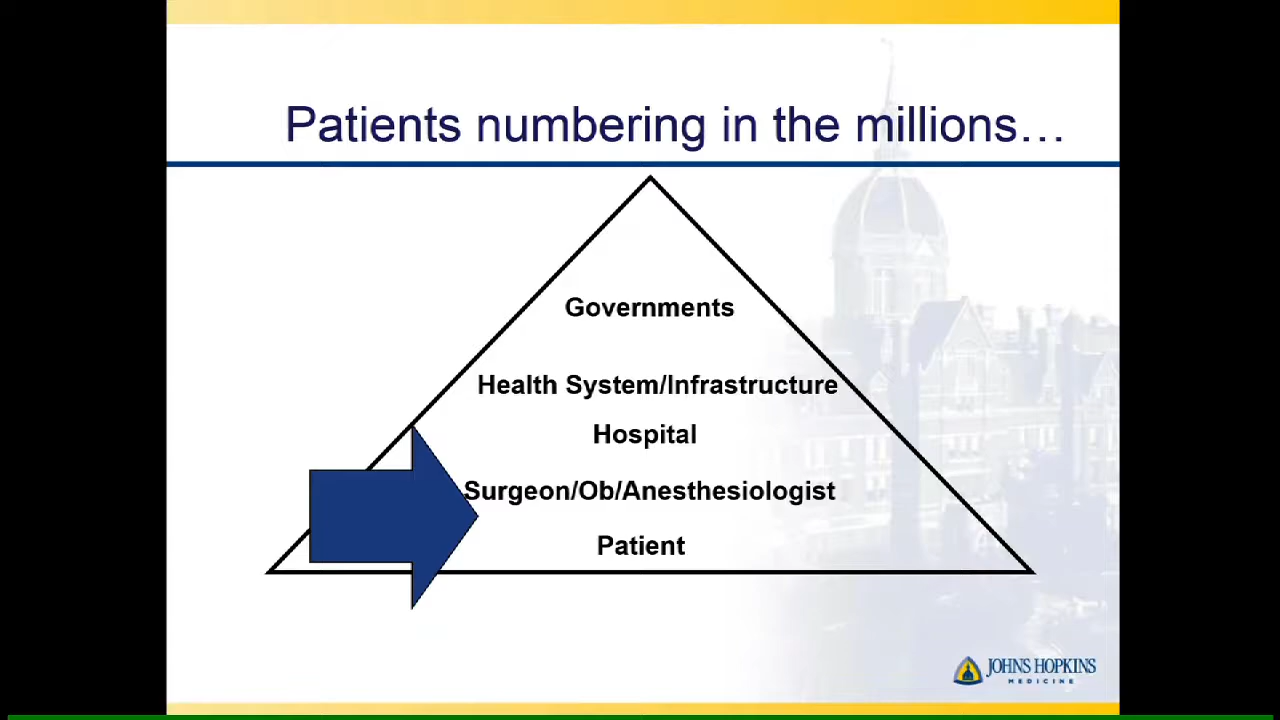 Patients numbering in the millions…
Governments
Health System/Infrastructure
Hospital
Surgeon/Ob/Anesthesiologist
Patient
JOHNS HOPKINS
MEDICINE